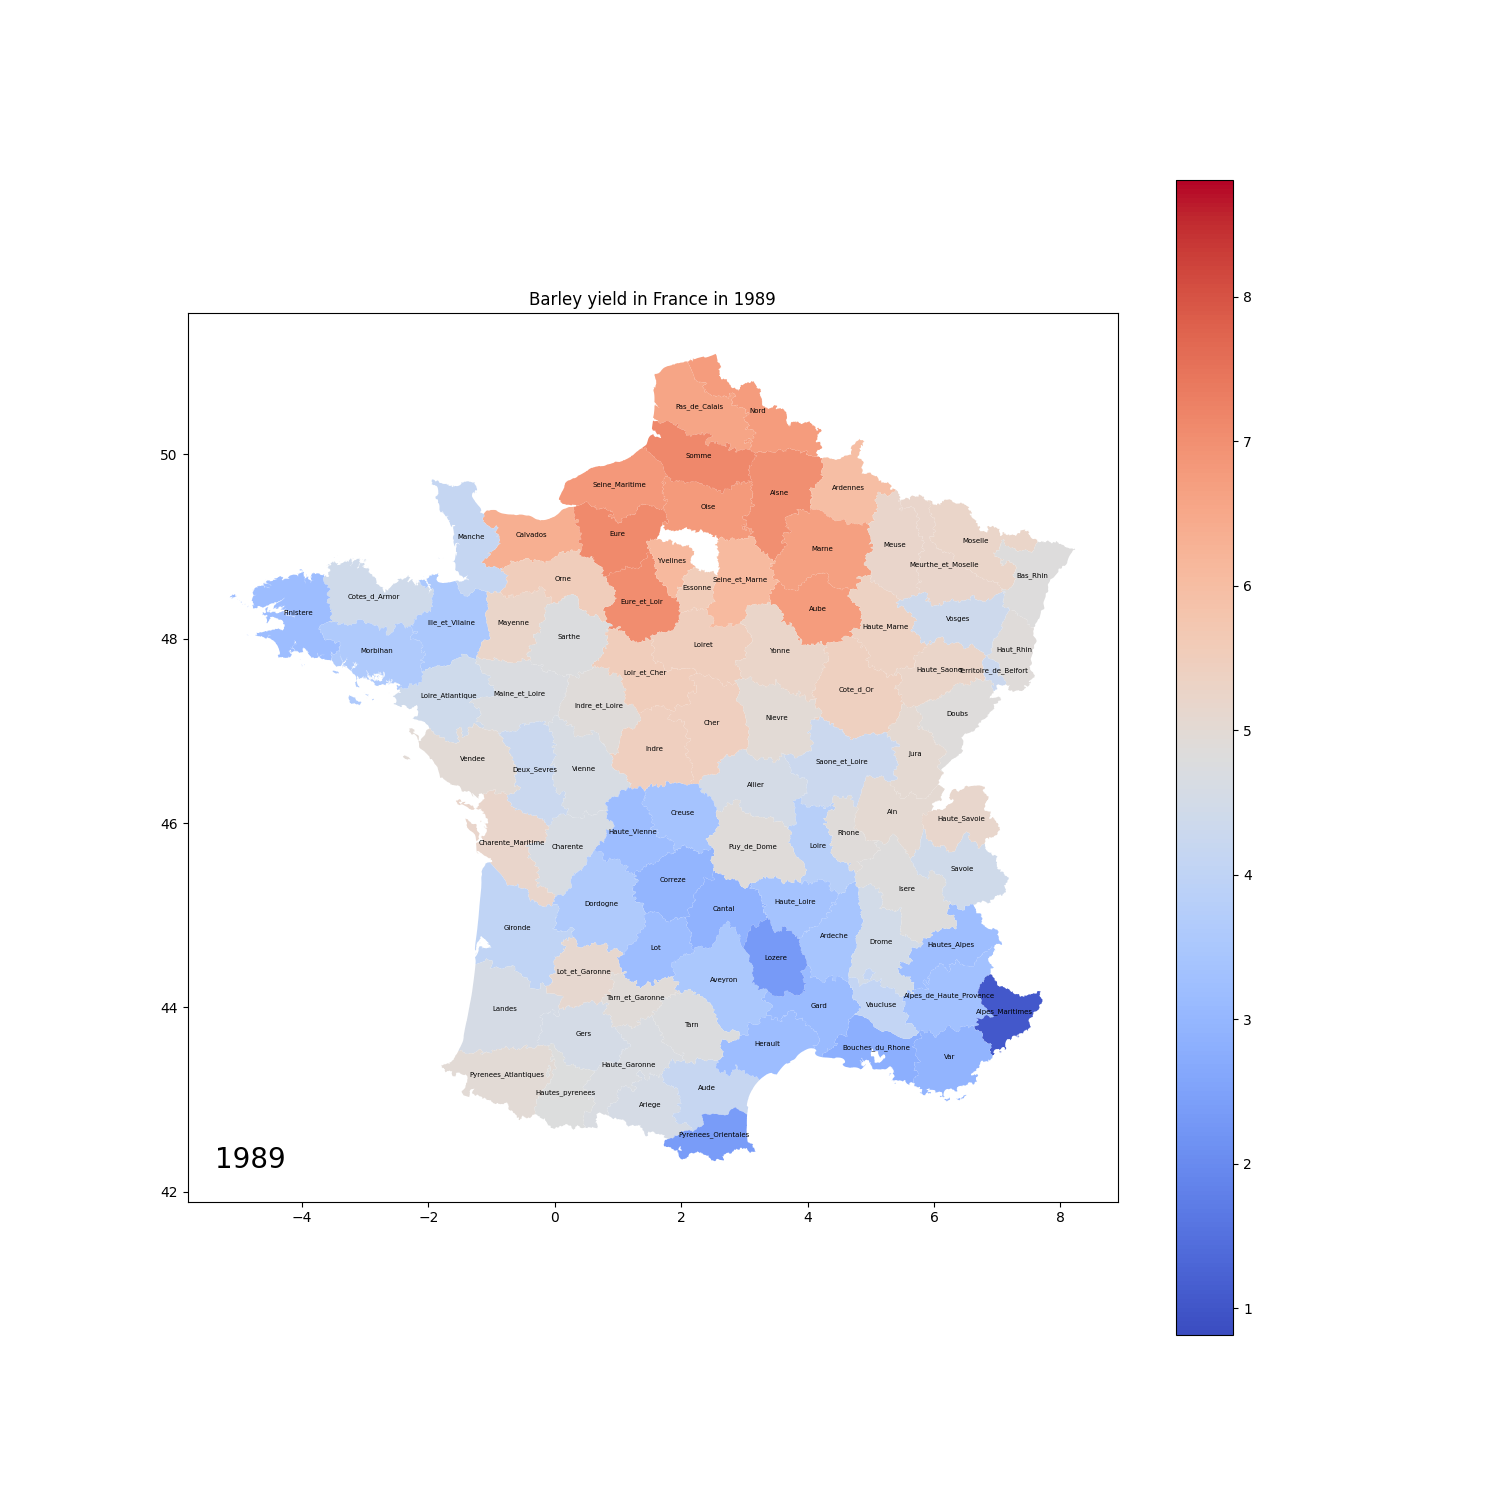 Barley yield in France in 1989
8
7
6
5
4
3
2
1
50
48
46
44
42
−4
−2
0
2
4
6
8
1989
Pas_de_Calais
Nord
Somme
Seine_Maritime
Oise
Aisne
Ardennes
Manche
Calvados
Eure
Yvelines
Marne
Meuse
Moselle
Meurthe_et_Moselle
Bas_Rhin
Orne
Essonne
Seine_et_Marne
Finistere
Cotes_d_Armor
Ille_et_Vilaine
Mayenne
Eure_et_Loir
Aube
Haute_Marne
Vosges
Morbihan
Sarthe
Loiret
Yonne
Haut_Rhin
Loir_et_Cher
Haute_Saone
Territoire_de_Belfort
Loire_Atlantique
Maine_et_Loire
Indre_et_Loire
Cote_d_Or
Cher
Nievre
Doubs
Vendee
Deux_Sevres
Vienne
Indre
Saone_et_Loire
Jura
Allier
Creuse
Ain
Haute_Savoie
Charente_Maritime
Charente
Haute_Vienne
Puy_de_Dome
Loire
Rhone
Savoie
Correze
Isere
Dordogne
Cantal
Haute_Loire
Gironde
Lot
Ardeche
Drome
Hautes_Alpes
Lozere
Lot_et_Garonne
Aveyron
Tarn_et_Garonne
Landes
Gard
Vaucluse
Alpes_de_Haute_Provence
Alpes_Maritimes
Gers
Tarn
Herault
Bouches_du_Rhone
Var
Haute_Garonne
Pyrenees_Atlantiques
Hautes_pyrenees
Ariege
Aude
Pyrenees_Orientales